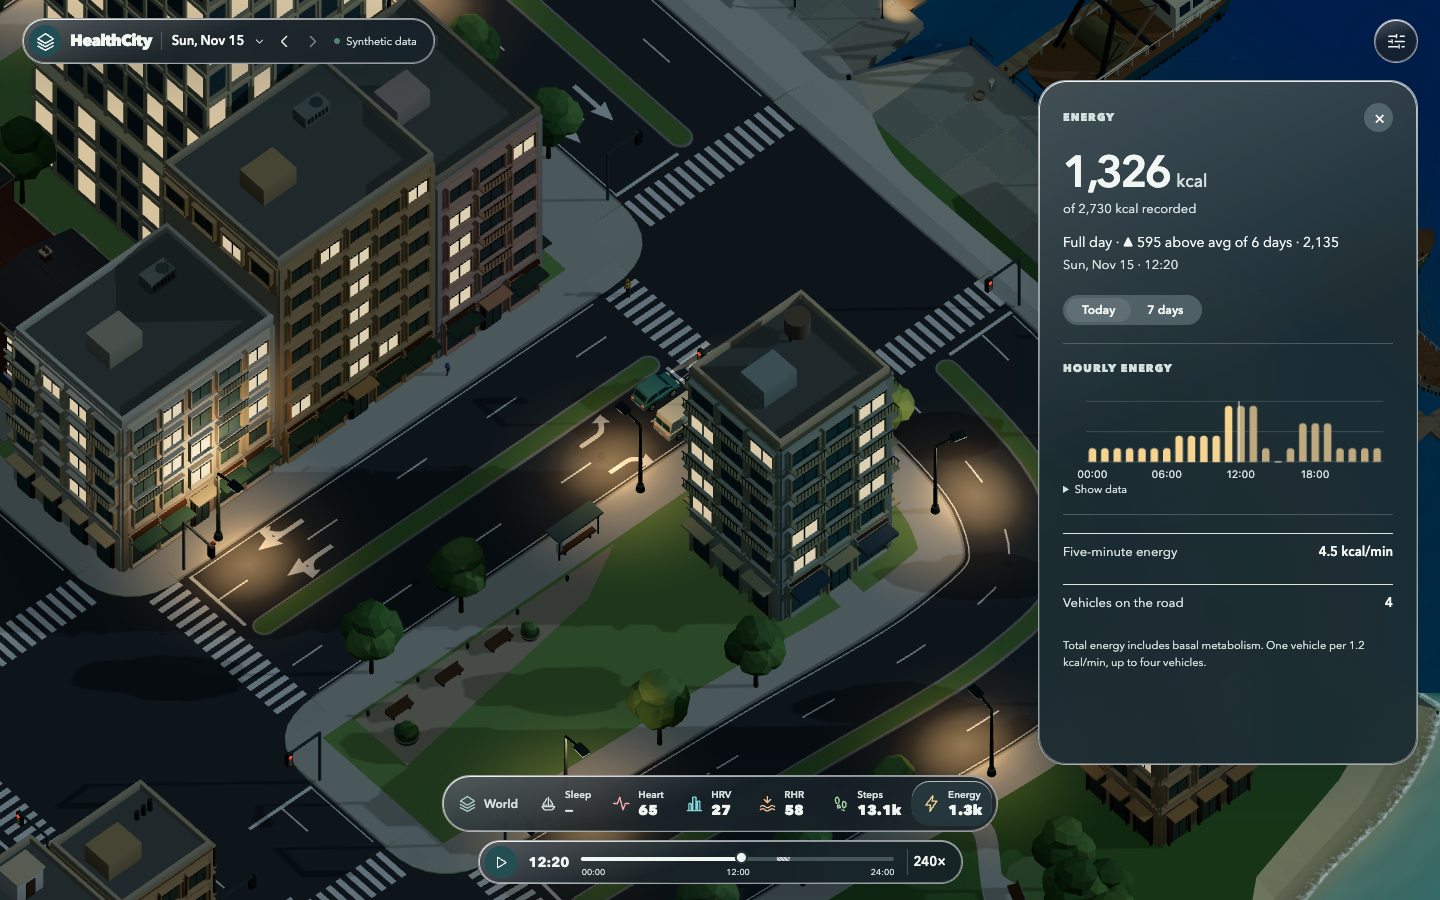 HealthCity
Sun, Nov 15
Synthetic data
ENERGY
1,326 kcal
of 2,730 kcal recorded
Full day · ▲ 595 above avg of 6 days · 2,135
Sun, Nov 15 · 12:20
Today 7 days
HOURLY ENERGY
00:00 06:00 12:00 18:00
Show data
Five-minute energy 4.5 kcal/min
Vehicles on the road 4
Total energy includes basal metabolism. One vehicle per 1.2
kcal/min, up to four vehicles.
World
Sleep
–
Heart
65
HRV
27
RHR
58
Steps
13.1k
Energy
1.3k
12:20
00:00 12:00 24:00
240×